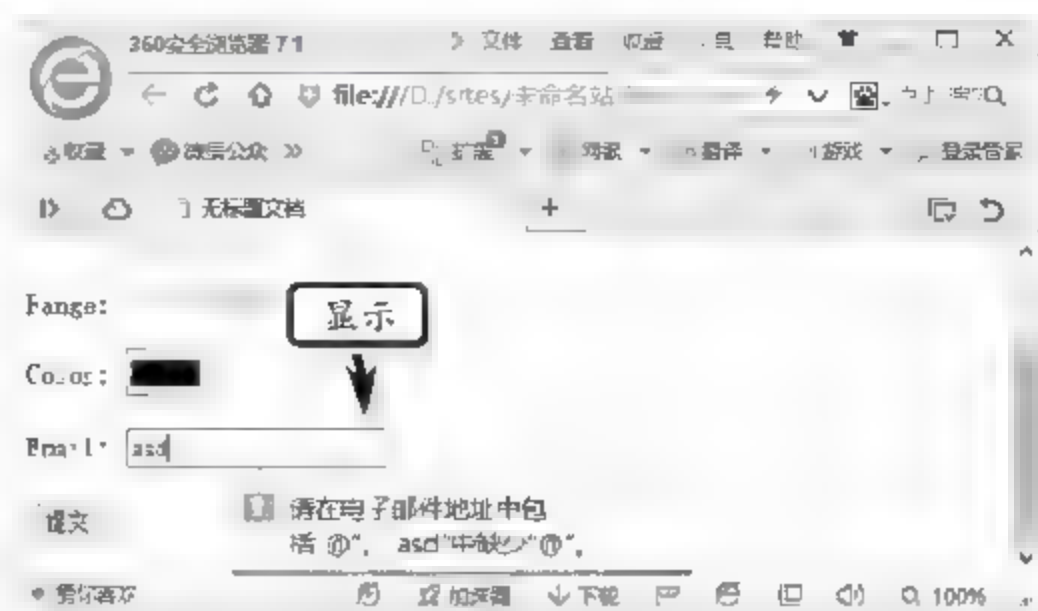 360安全浏览器 7.1 文件 查看 收藏 帮助
file:///D:/sites/未命名站
收藏 微信公众 扩展 翻译 游戏 登录管家
无标题文档
Range:
显示
Color:
Email: asd
提交
请在电子邮件地址中包
括"@"。"asd"中缺少"@"。
猜你喜欢 加速器 下载 100%